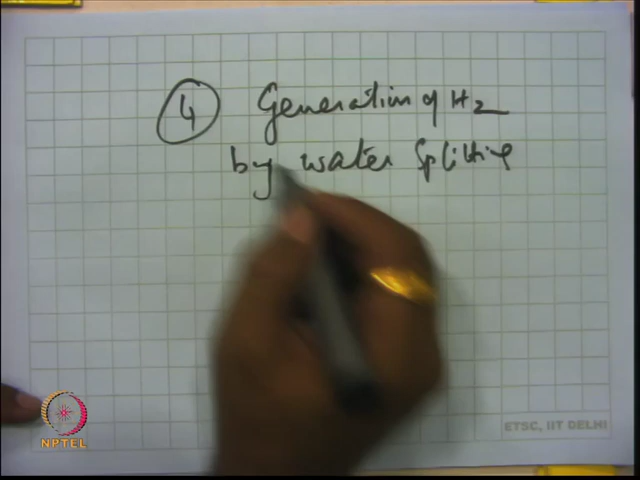 4 Generation of H2
by water Splitting
NPTEL
ETSC, IIT DELHI